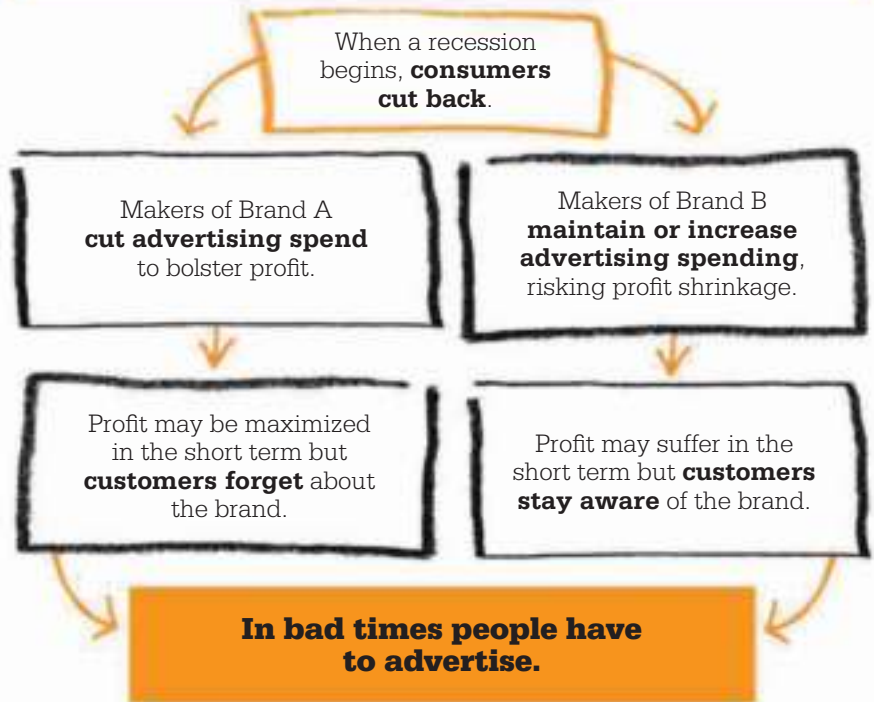 When a recession
begins, consumers
cut back.
Makers of Brand A
cut advertising spend
to bolster profit.
Makers of Brand B
maintain or increase
advertising spending,
risking profit shrinkage.
Profit may be maximized
in the short term but
customers forget about
the brand.
Profit may suffer in the
short term but customers
stay aware of the brand.
In bad times people have
to advertise.